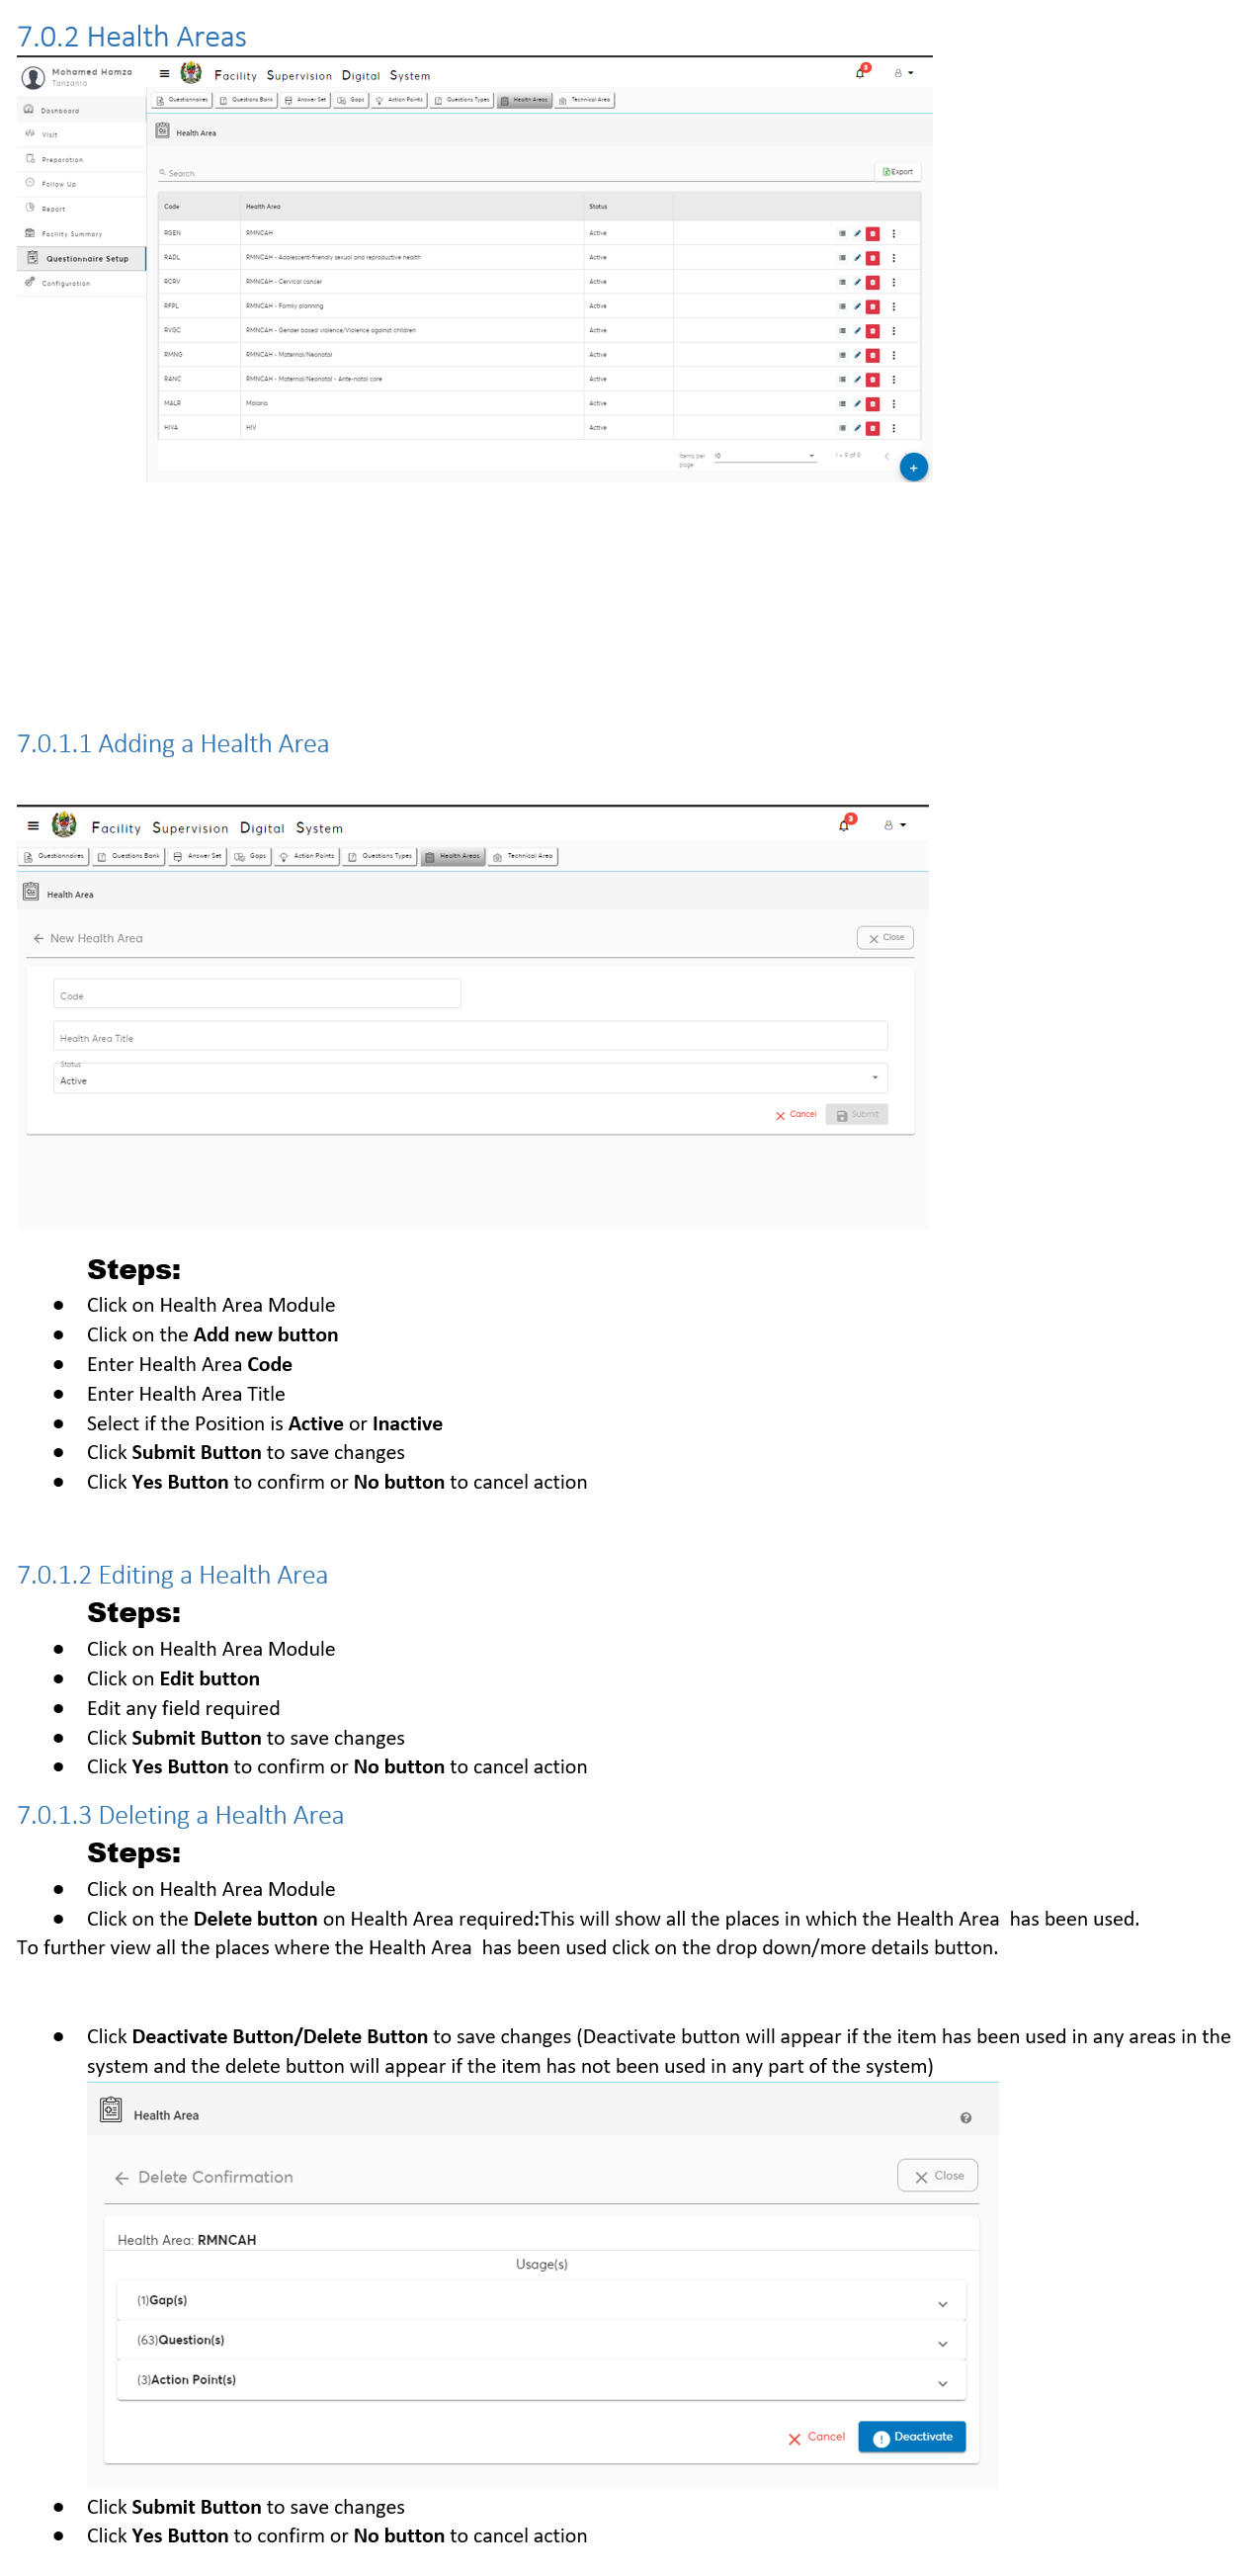 7.0.2 Health Areas
Mohamed Hamza
Tanzania
Facility Supervision Digital System
3
Questionnaires Questions Bank Answer Set Gaps Action Points Questions Types Health Areas Technical Area
Dashboard
Visit
Preparation
Follow Up
Report
Facility Summary
Questionnaire Setup
Configuration
Health Area
Search
Export
Code Health Area Status
RGEN RMNCAH Active
RADL RMNCAH - Adolescent-friendly sexual and reproductive health Active
RCRV RMNCAH - Cervical cancer Active
RFPL RMNCAH - Family planning Active
RVGC RMNCAH - Gender based violence/Violence against children Active
RMNG RMNCAH - Maternal/Neonatal Active
RANC RMNCAH - Maternal/Neonatal - Ante-natal care Active
MALR Malaria Active
HIVA HIV Active
Items per page: 10 1 – 9 of 9
7.0.1.1 Adding a Health Area
Facility Supervision Digital System
3
Questionnaires Questions Bank Answer Set Gaps Action Points Questions Types Health Areas Technical Area
Health Area
New Health Area
Close
Code
Health Area Title
Status
Active
Cancel Submit
Steps:
● Click on Health Area Module
● Click on the Add new button
● Enter Health Area Code
● Enter Health Area Title
● Select if the Position is Active or Inactive
● Click Submit Button to save changes
● Click Yes Button to confirm or No button to cancel action
7.0.1.2 Editing a Health Area
Steps:
● Click on Health Area Module
● Click on Edit button
● Edit any field required
● Click Submit Button to save changes
● Click Yes Button to confirm or No button to cancel action
7.0.1.3 Deleting a Health Area
Steps:
● Click on Health Area Module
● Click on the Delete button on Health Area required:This will show all the places in which the Health Area  has been used.
To further view all the places where the Health Area  has been used click on the drop down/more details button.
● Click Deactivate Button/Delete Button to save changes (Deactivate button will appear if the item has been used in any areas in the
system and the delete button will appear if the item has not been used in any part of the system)
Health Area
Delete Confirmation
Close
Health Area: RMNCAH
Usage(s)
(1)Gap(s)
(63)Question(s)
(3)Action Point(s)
Cancel Deactivate
● Click Submit Button to save changes
● Click Yes Button to confirm or No button to cancel action